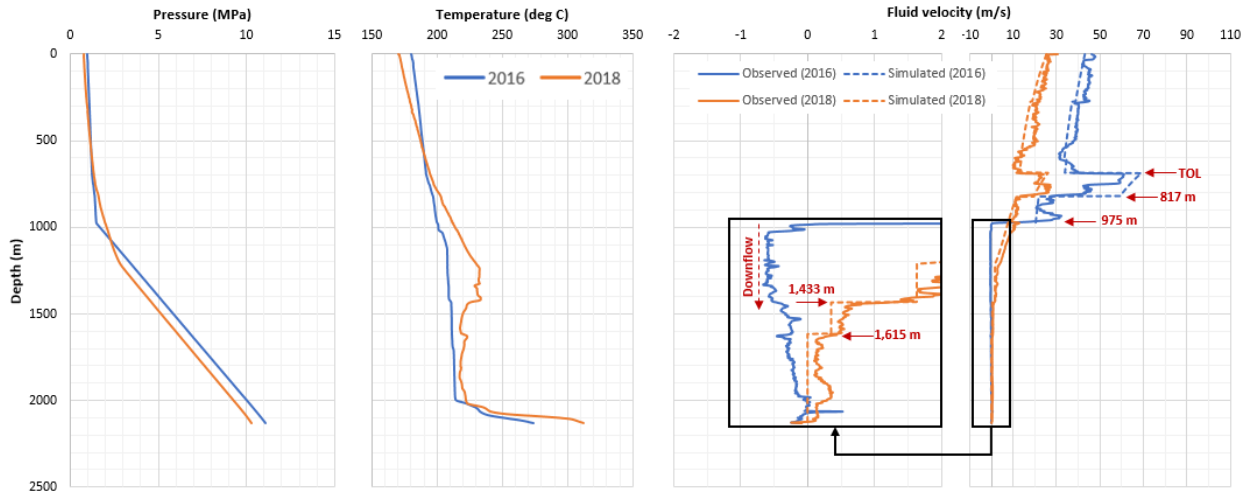 Pressure (MPa)
0 5 10 15
Temperature (deg C)
150 200 250 300 350
Fluid velocity (m/s)
-2 -1 0 1 2
-10 10 30 50 70 90 110
Depth (m)
0
500
1000
1500
2000
2500
2016 2018
Observed (2016) Simulated (2016)
Observed (2018) Simulated (2018)
TOL
817 m
975 m
Downflow
1,433 m
1,615 m